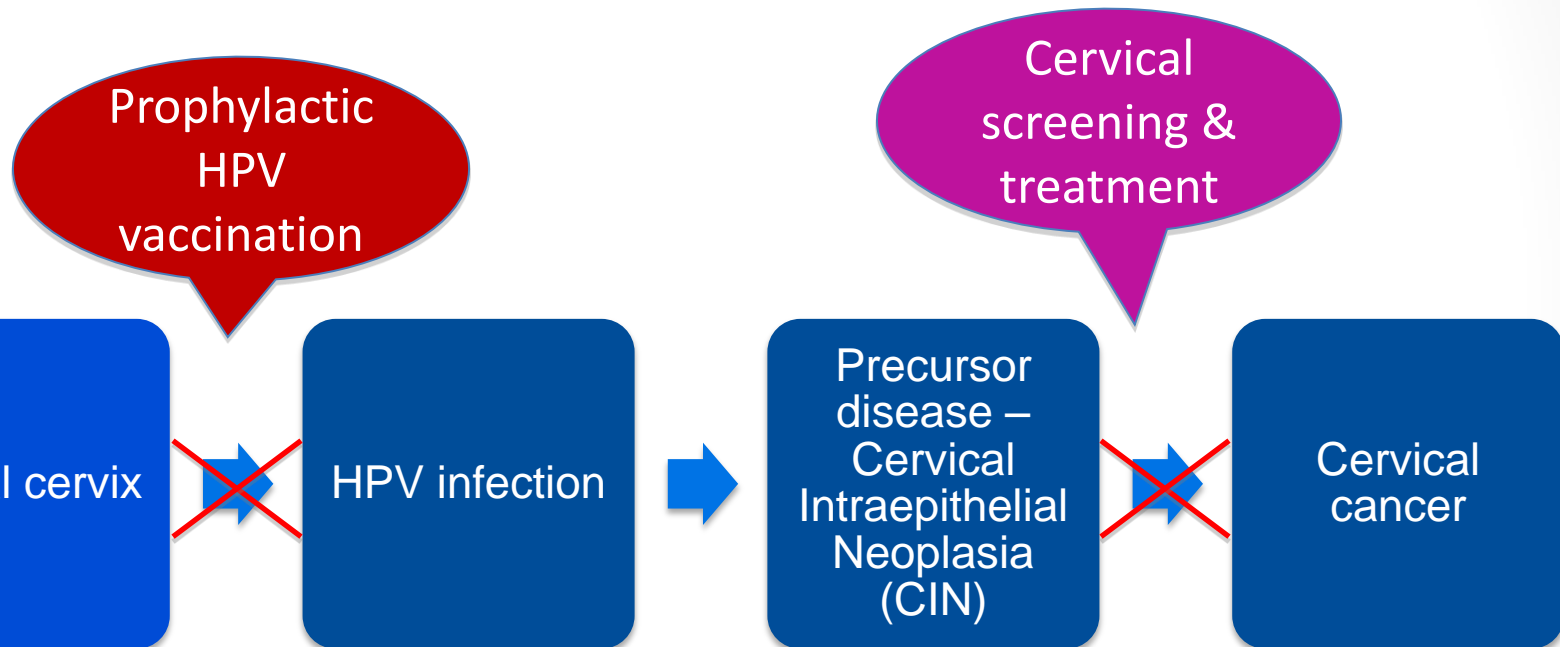 Prophylactic
HPV
vaccination
Cervical
screening &
treatment
l cervix
HPV infection
Precursor
disease –
Cervical
Intraepithelial
Neoplasia
(CIN)
Cervical
cancer